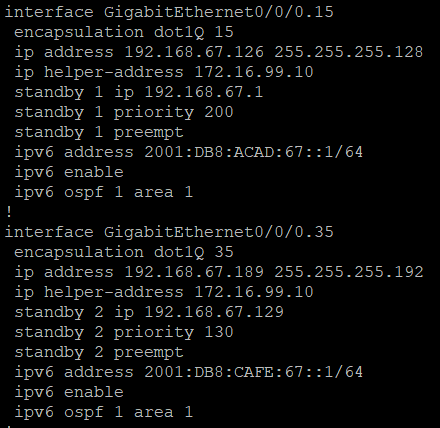 interface GigabitEthernet0/0/0.15
encapsulation dot1Q 15
ip address 192.168.67.126 255.255.255.128
ip helper-address 172.16.99.10
standby 1 ip 192.168.67.1
standby 1 priority 200
standby 1 preempt
ipv6 address 2001:DB8:ACAD:67::1/64
ipv6 enable
ipv6 ospf 1 area 1
!
interface GigabitEthernet0/0/0.35
encapsulation dot1Q 35
ip address 192.168.67.189 255.255.255.192
ip helper-address 172.16.99.10
standby 2 ip 192.168.67.129
standby 2 priority 130
standby 2 preempt
ipv6 address 2001:DB8:CAFE:67::1/64
ipv6 enable
ipv6 ospf 1 area 1
!